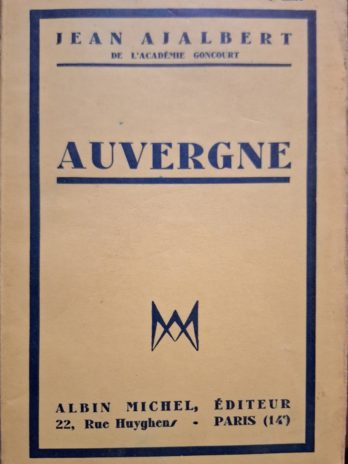 JEAN AJALBERT
DE L'ACADÉMIE GONCOURT
AUVERGNE
ALBIN MICHEL, ÉDITEUR
22, Rue Huyghens - PARIS (14ᵉ)